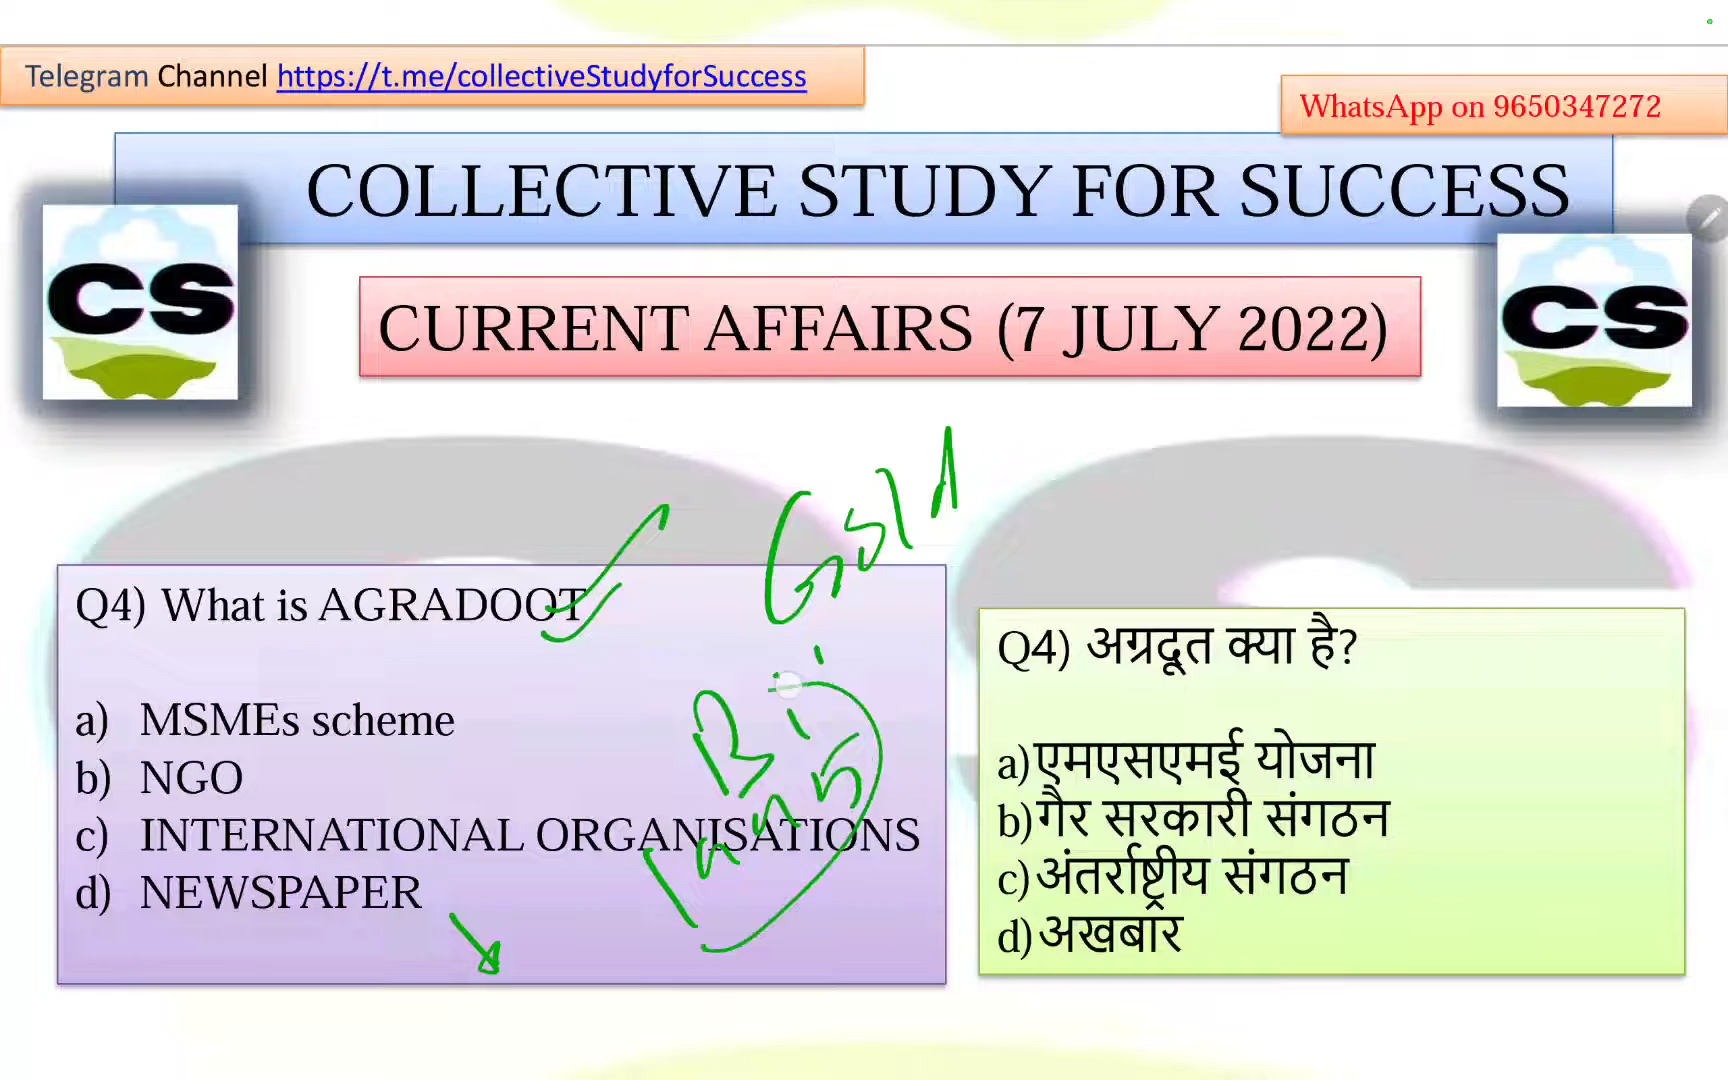 Telegram Channel https://t.me/collectiveStudyforSuccess
WhatsApp on 9650347272
COLLECTIVE STUDY FOR SUCCESS
CS
CS
CURRENT AFFAIRS (7 JULY 2022)
Gold
Q4) What is AGRADOOT
a) MSMEs scheme
b) NGO
c) INTERNATIONAL ORGANISATIONS
d) NEWSPAPER
Q4) अग्रदूत क्या है?
a)एमएसएमई योजना
b)गैर सरकारी संगठन
c)अंतर्राष्ट्रीय संगठन
d)अखबार